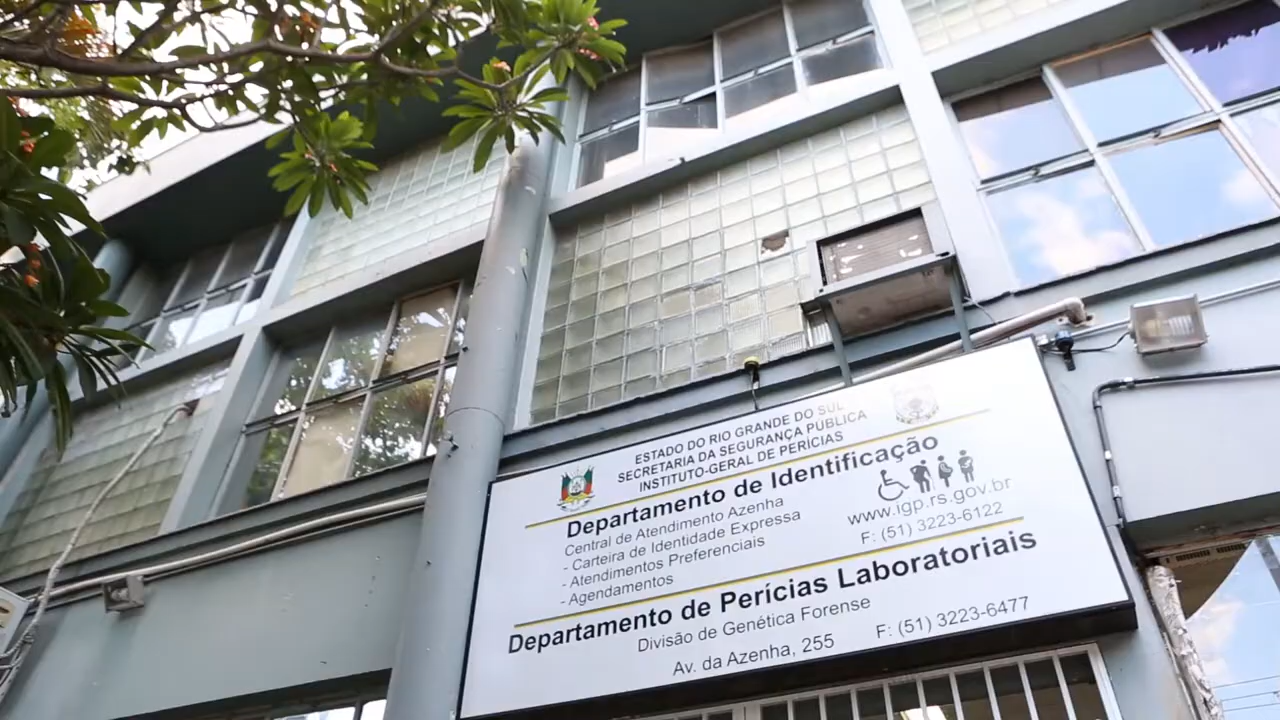 ESTADO DO RIO GRANDE DO SUL
SECRETARIA DA SEGURANÇA PÚBLICA
INSTITUTO-GERAL DE PERÍCIAS
Departamento de Identificação
Central de Atendimento Azenha
- Carteira de Identidade Expressa
- Atendimentos Preferenciais
- Agendamentos
www.igp.rs.gov.br
F: (51) 3223-6122
Departamento de Perícias Laboratoriais
Divisão de Genética Forense
F: (51) 3223-6477
Av. da Azenha, 255